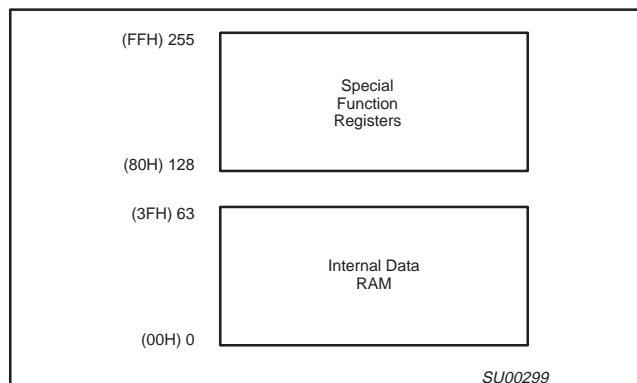 (FFH) 255
Special
Function
Registers
(80H) 128
(3FH) 63
Internal Data
RAM
(00H) 0
SU00299